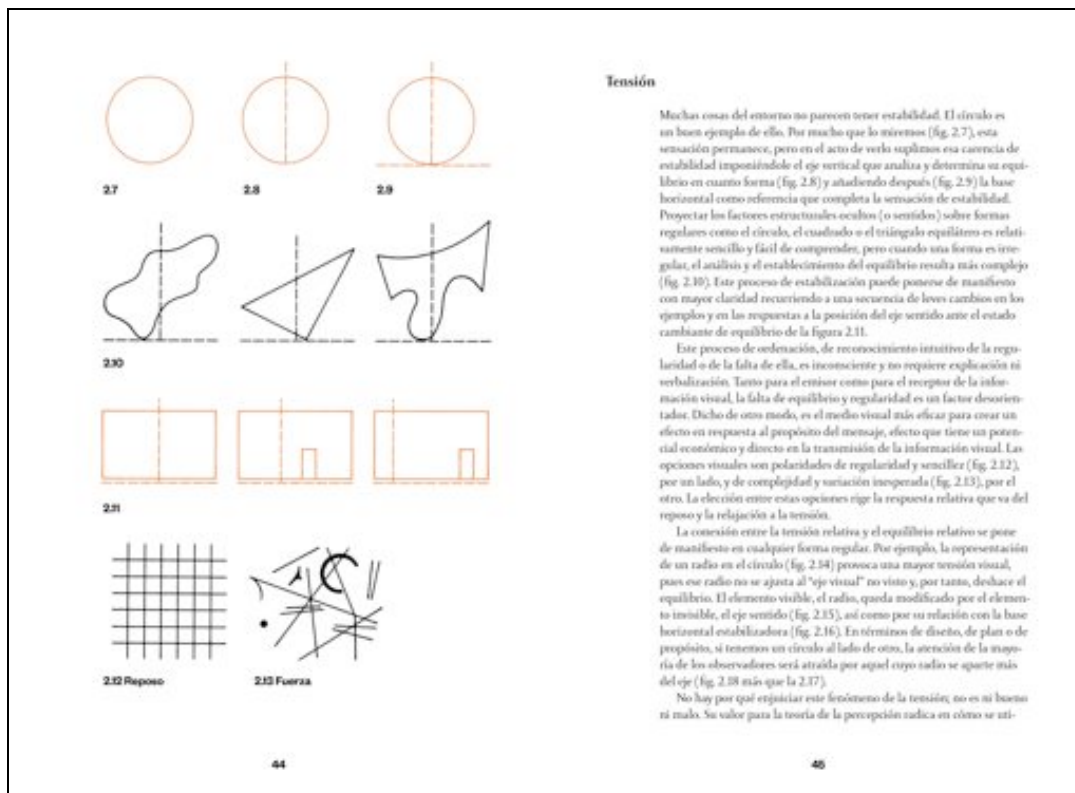 2.7
2.8
2.9
2.10
2.11
2.12 Reposo
2.13 Fuerza
44
Tensión
Muchas cosas del entorno no parecen tener estabilidad. El círculo es
un buen ejemplo de ello. Por mucho que lo miremos (fig. 2.7), esta
sensación permanece, pero en el acto de verlo suplimos esa carencia de
estabilidad imponiéndole el eje vertical que analiza y determina su equi-
librio en cuanto forma (fig. 2.8) y añadiendo después (fig. 2.9) la base
horizontal como referencia que completa la sensación de estabilidad.
Proyectar los factores estructurales ocultos (o sentidos) sobre formas
regulares como el círculo, el cuadrado o el triángulo equilátero es relati-
vamente sencillo y fácil de comprender, pero cuando una forma es irre-
gular, el análisis y el establecimiento del equilibrio resulta más complejo
(fig. 2.10). Este proceso de estabilización puede ponerse de manifiesto
con mayor claridad recurriendo a una secuencia de leves cambios en los
ejemplos y en las respuestas a la posición del eje sentido ante el estado
cambiante de equilibrio de la figura 2.11.
Este proceso de ordenación, de reconocimiento intuitivo de la regu-
laridad o de la falta de ella, es inconsciente y no requiere explicación ni
verbalización. Tanto para el emisor como para el receptor de la infor-
mación visual, la falta de equilibrio y regularidad es un factor desorien-
tador. Dicho de otro modo, es el medio visual más eficaz para crear un
efecto en respuesta al propósito del mensaje, efecto que tiene un poten-
cial económico y directo en la transmisión de la información visual. Las
opciones visuales son polaridades de regularidad y sencillez (fig. 2.12),
por un lado, y de complejidad y variación inesperada (fig. 2.13), por el
otro. La elección entre estas opciones rige la respuesta relativa que va del
reposo y la relajación a la tensión.
La conexión entre la tensión relativa y el equilibrio relativo se pone
de manifiesto en cualquier forma regular. Por ejemplo, la representación
de un radio en el círculo (fig. 2.14) provoca una mayor tensión visual,
pues ese radio no se ajusta al "eje visual" no visto y, por tanto, deshace el
equilibrio. El elemento visible, el radio, queda modificado por el elemen-
to invisible, el eje sentido (fig. 2.15), así como por su relación con la base
horizontal estabilizadora (fig. 2.16). En términos de diseño, de plan o de
propósito, si tenemos un círculo al lado de otro, la atención de la mayo-
ría de los observadores será atraída por aquel cuyo radio se aparte más
del eje (fig. 2.18 más que la 2.17).
No hay por qué enjuiciar este fenómeno de la tensión; no es ni bueno
ni malo. Su valor para la teoría de la percepción radica en cómo se uti-
45